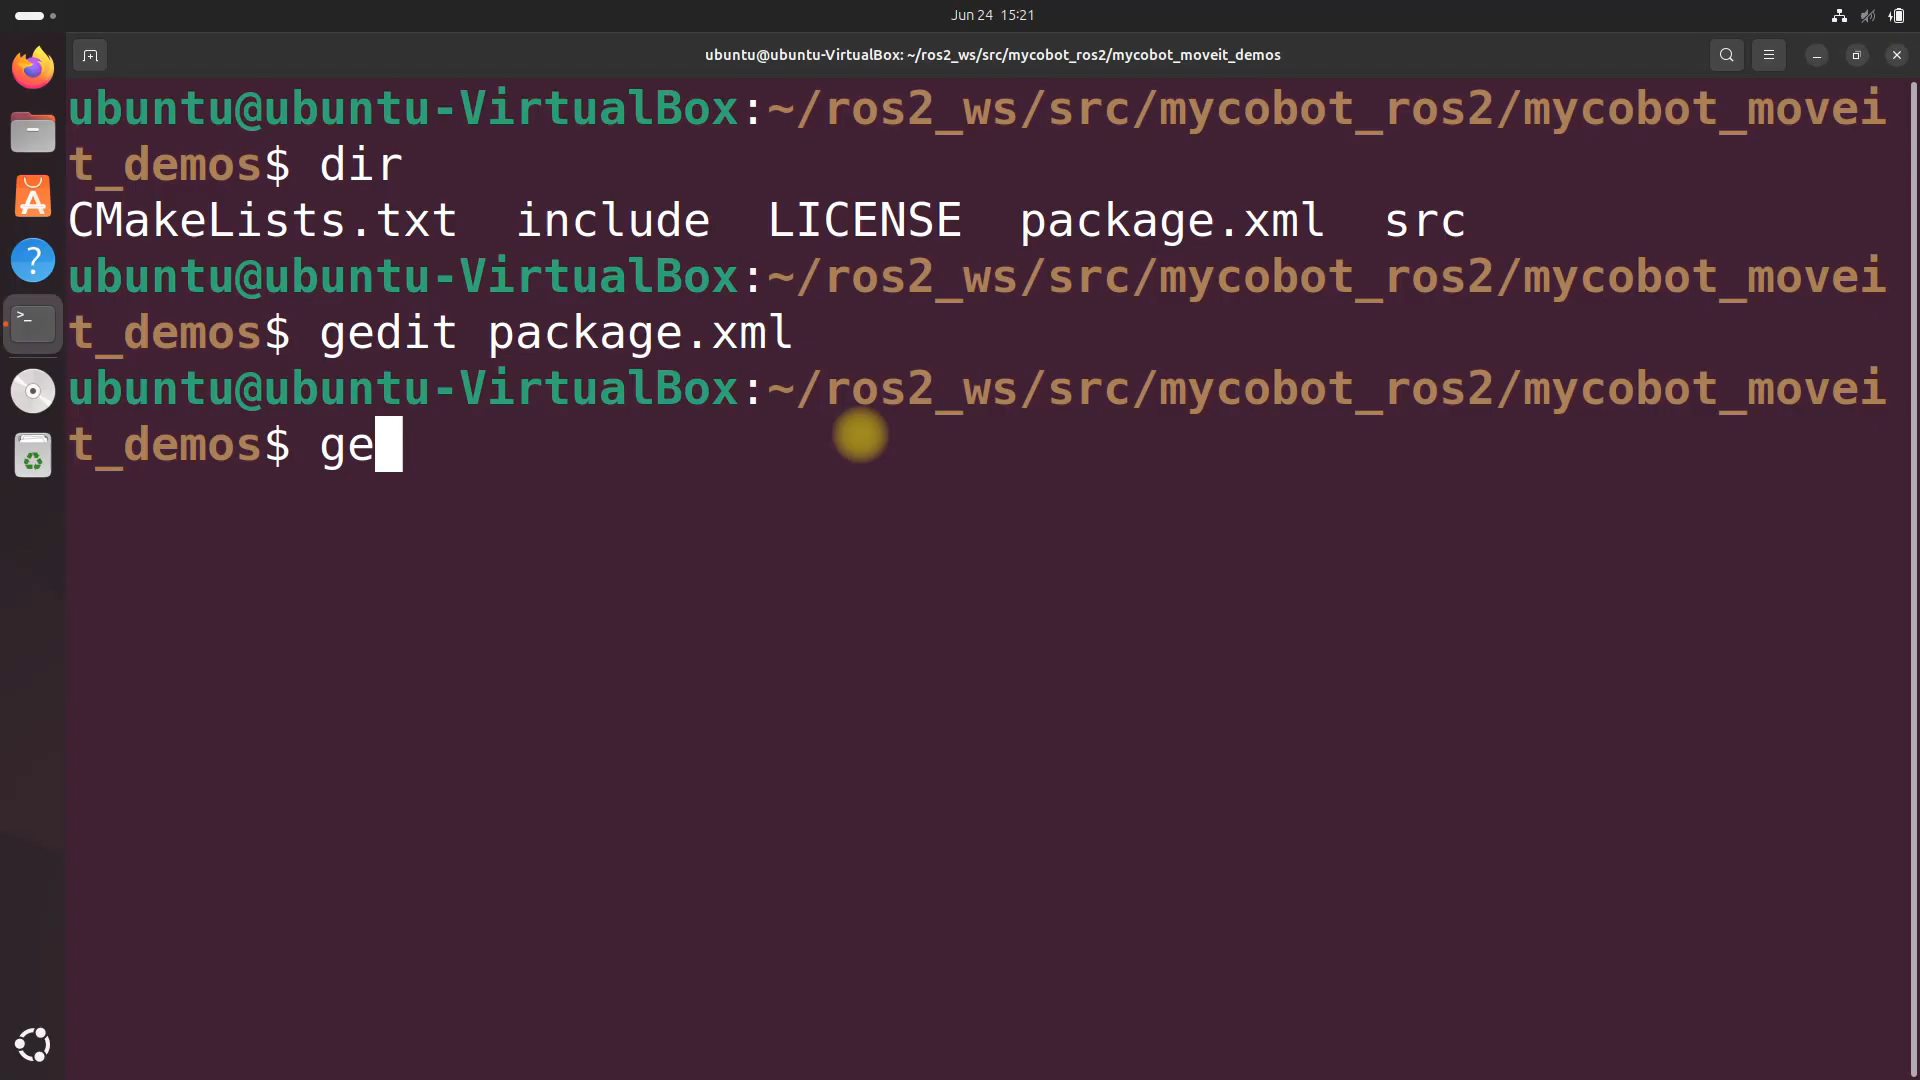 Jun 24 15:21
ubuntu@ubuntu-VirtualBox: ~/ros2_ws/src/mycobot_ros2/mycobot_moveit_demos
ubuntu@ubuntu-VirtualBox:~/ros2_ws/src/mycobot_ros2/mycobot_movei
t_demos$ dir
CMakeLists.txt  include  LICENSE  package.xml  src
ubuntu@ubuntu-VirtualBox:~/ros2_ws/src/mycobot_ros2/mycobot_movei
t_demos$ gedit package.xml
ubuntu@ubuntu-VirtualBox:~/ros2_ws/src/mycobot_ros2/mycobot_movei
t_demos$ ge